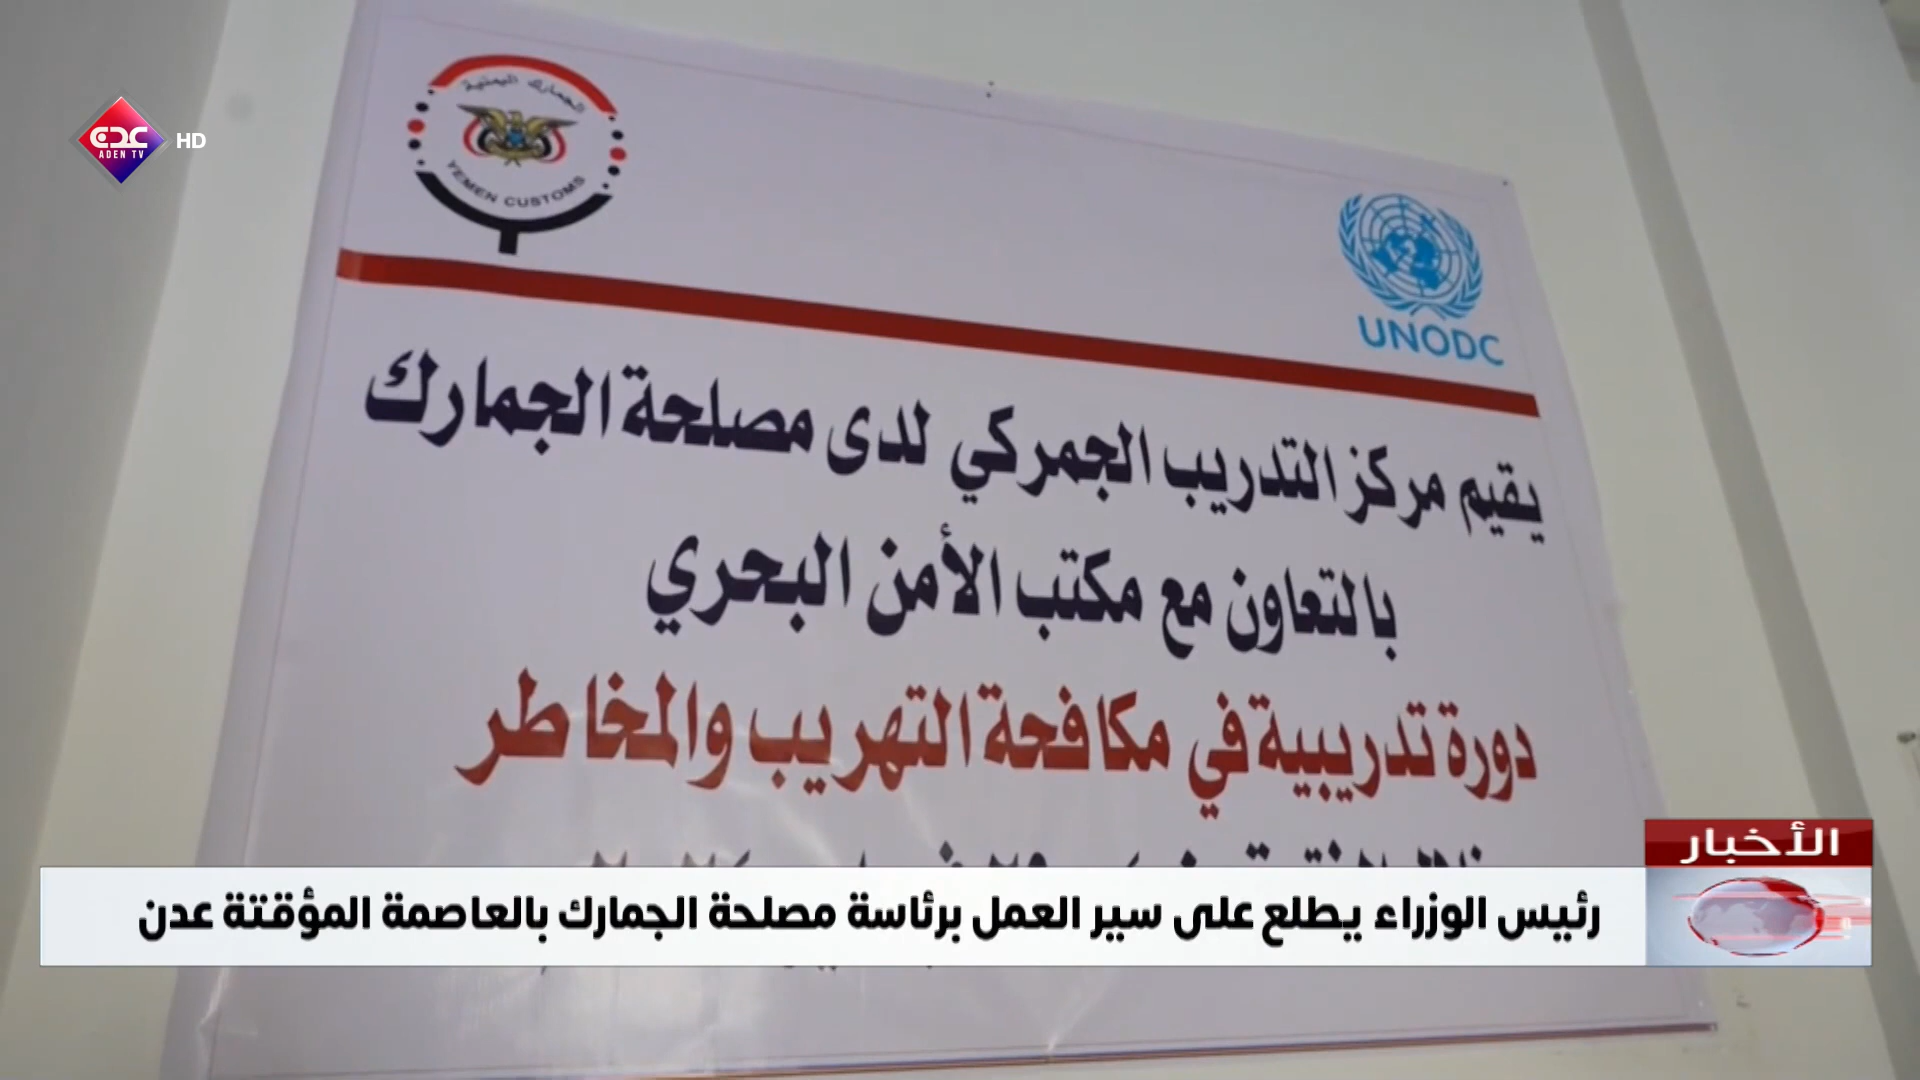 عدن
ADEN TV
HD
الجمارك اليمنية
YEMEN CUSTOMS
UNODC
يقيم مركز التدريب الجمركي لدى مصلحة الجمارك
بالتعاون مع مكتب الأمن البحري
دورة تدريبية في مكافحة التهريب والمخاطر
الأخبار
رئيس الوزراء يطلع على سير العمل برئاسة مصلحة الجمارك بالعاصمة المؤقتة عدن